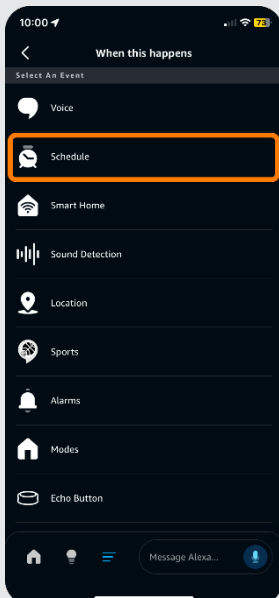 10:00
73
When this happens
Select An Event
Voice
Schedule
Smart Home
Sound Detection
Location
Sports
Alarms
Modes
Echo Button
Message Alexa...